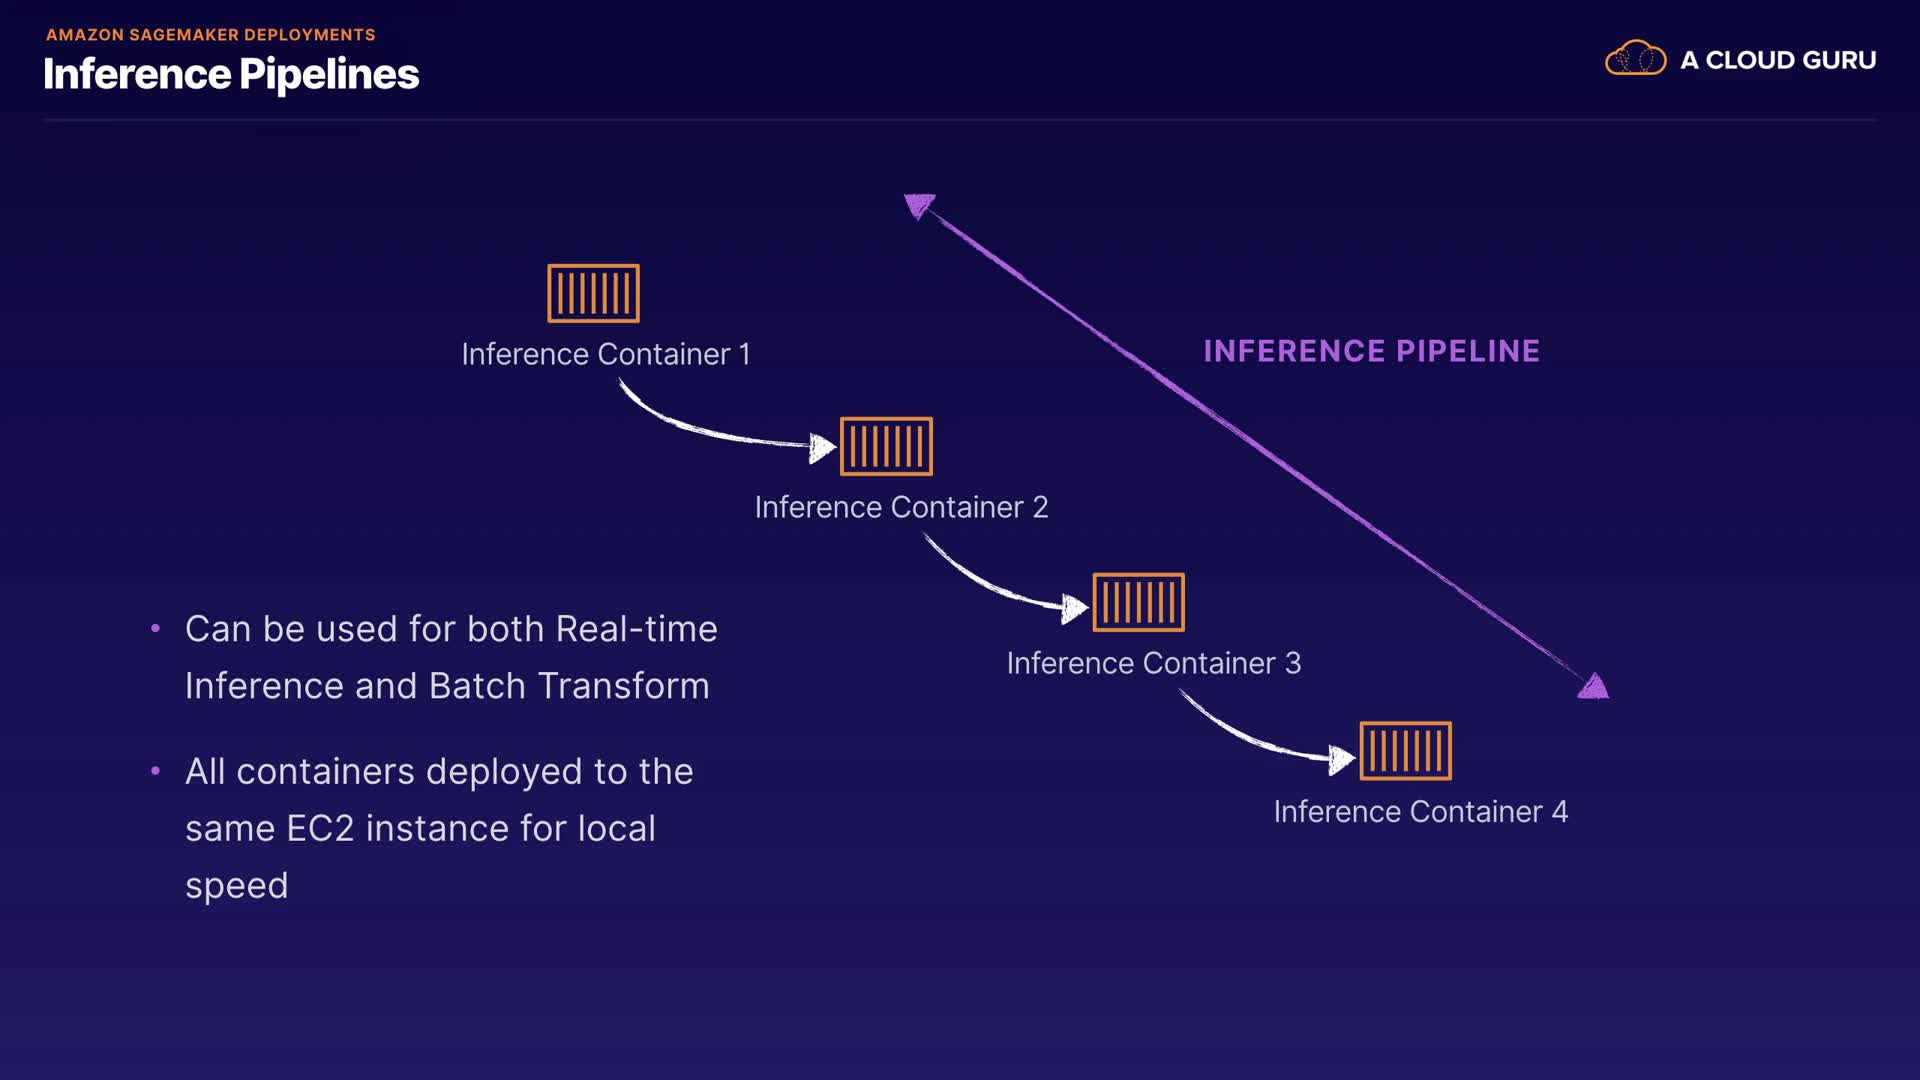 AMAZON SAGEMAKER DEPLOYMENTS
Inference Pipelines
A CLOUD GURU
Inference Container 1
INFERENCE PIPELINE
Inference Container 2
Inference Container 3
Inference Container 4
• Can be used for both Real-time
Inference and Batch Transform
• All containers deployed to the
same EC2 instance for local
speed